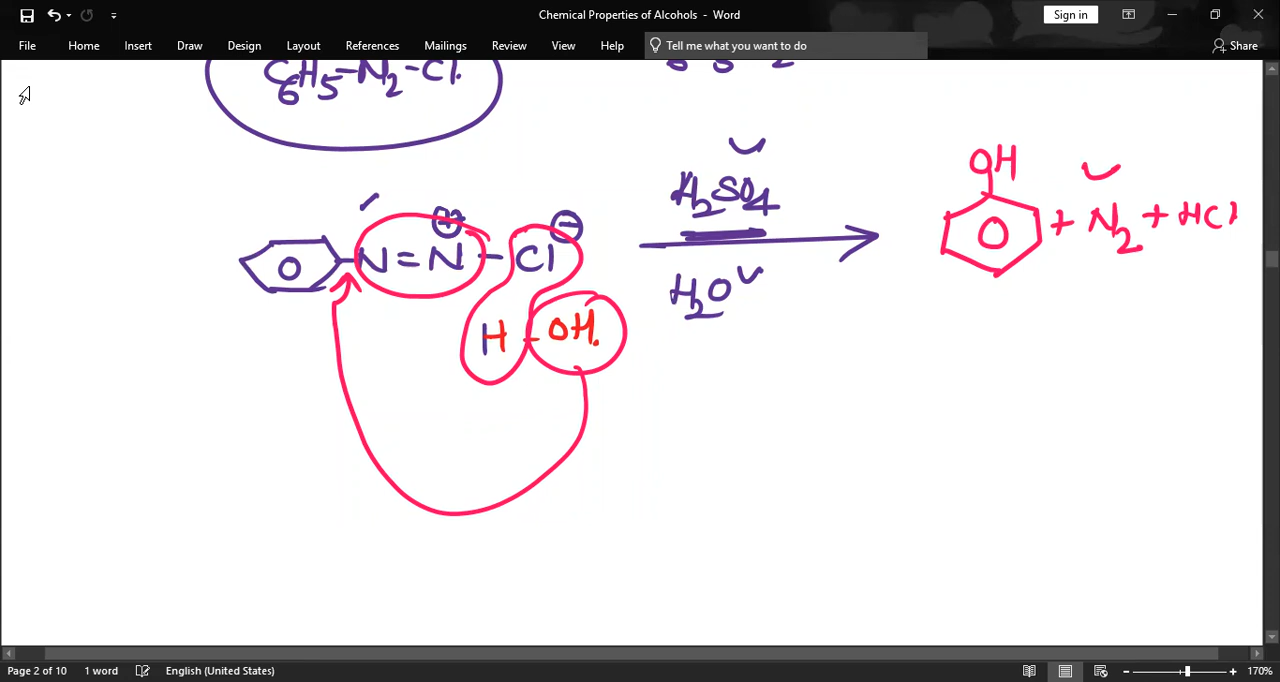 Chemical Properties of Alcohols - Word
Sign in
File Home Insert Draw Design Layout References Mailings Review View Help Tell me what you want to do Share
C6H5-N2-Cl.
H2SO4
OH
N=N-Cl
+
-
+ N2 + HCl
H2O
H-OH.
Page 2 of 10 1 word English (United States) 170%